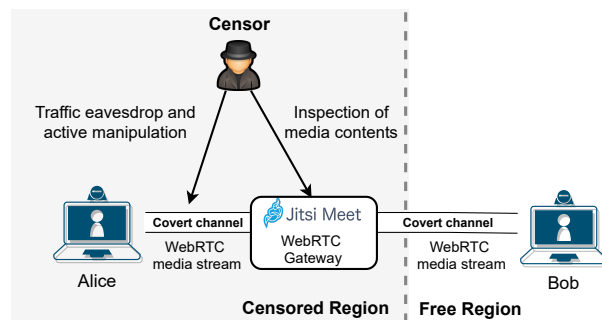 Censor
Traffic eavesdrop and
active manipulation
Inspection of
media contents
Covert channel
Jitsi Meet
Covert channel
WebRTC
media stream
WebRTC
Gateway
WebRTC
media stream
Alice
Bob
Censored Region
Free Region